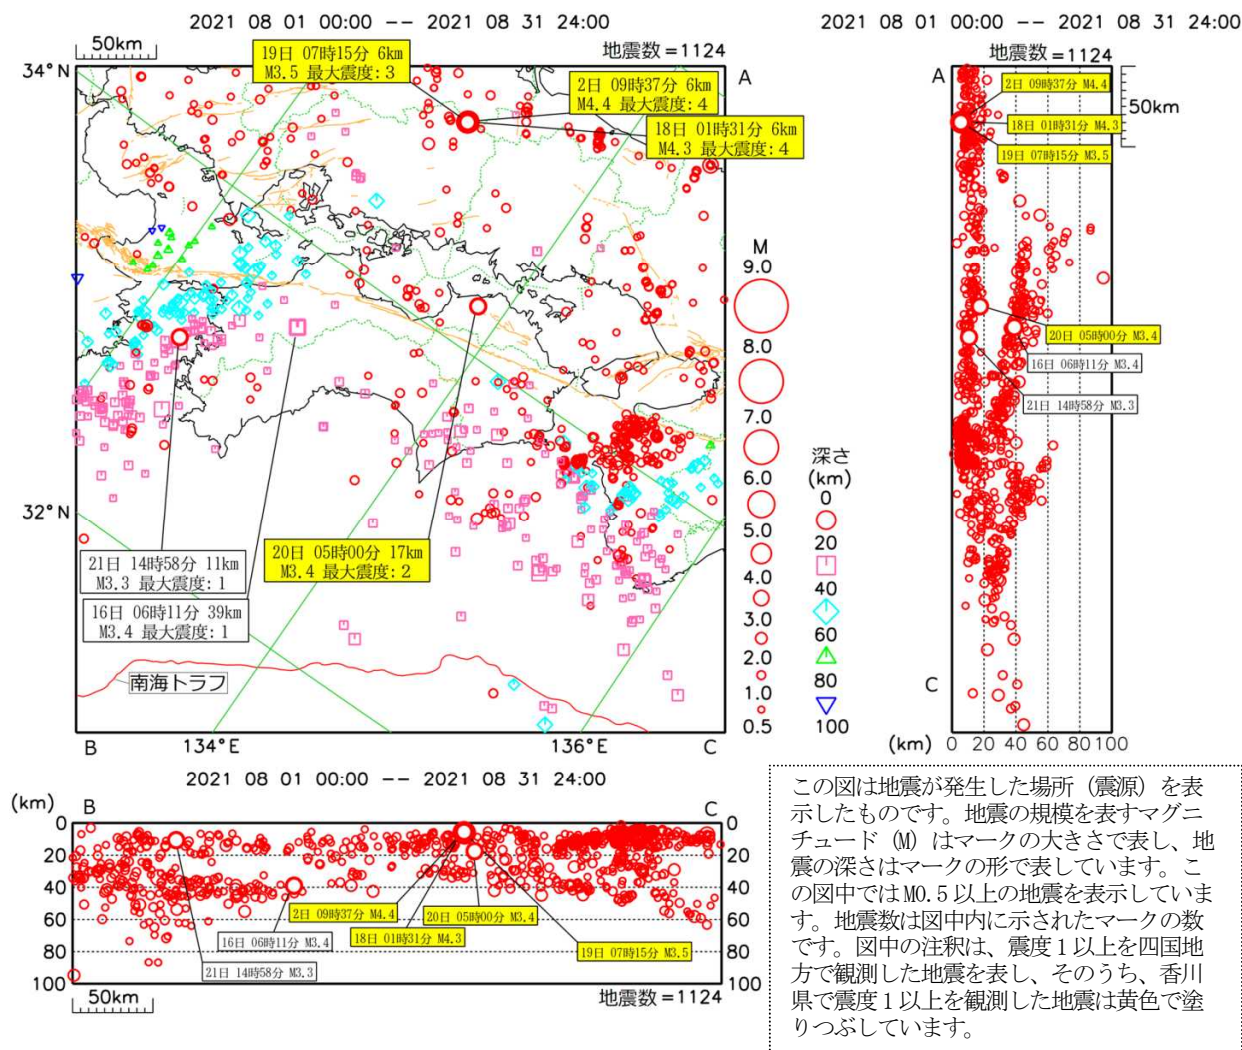 2021 08 01 00:00 -- 2021 08 31 24:00
50km
地震数=1124
34°N
32°N
134°E
136°E
A
B
C
19日 07時15分 6km
M3.5 最大震度:3
2日 09時37分 6km
M4.4 最大震度:4
18日 01時31分 6km
M4.3 最大震度:4
21日 14時58分 11km
M3.3 最大震度:1
16日 06時11分 39km
M3.4 最大震度:1
20日 05時00分 17km
M3.4 最大震度:2
南海トラフ
M
9.0
8.0
7.0
6.0
5.0
4.0
3.0
2.0
1.0
0.5
深さ
(km)
0
20
40
60
80
100
2021 08 01 00:00 -- 2021 08 31 24:00
地震数=1124
A
50km
2日 09時37分 M4.4
18日 01時31分 M4.3
19日 07時15分 M3.5
20日 05時00分 M3.4
16日 06時11分 M3.4
21日 14時58分 M3.3
C
(km)
0 20 40 60 80 100
2021 08 01 00:00 -- 2021 08 31 24:00
(km)
B
C
0
20
40
60
80
100
0
20
40
60
80
100
2日 09時37分 M4.4
20日 05時00分 M3.4
16日 06時11分 M3.4
18日 01時31分 M4.3
19日 07時15分 M3.5
21日 14時58分 M3.3
50km
地震数=1124
この図は地震が発生した場所（震源）を表
示したものです。地震の規模を表すマグニ
チュード（M）はマークの大きさで表し、地
震の深さはマークの形で表しています。こ
の図中ではM0.5以上の地震を表示していま
す。地震数は図中内に示されたマークの数
です。図中の注釈は、震度1以上を四国地
方で観測した地震を表し、そのうち、香川
県で震度1以上を観測した地震は黄色で塗
りつぶしています。